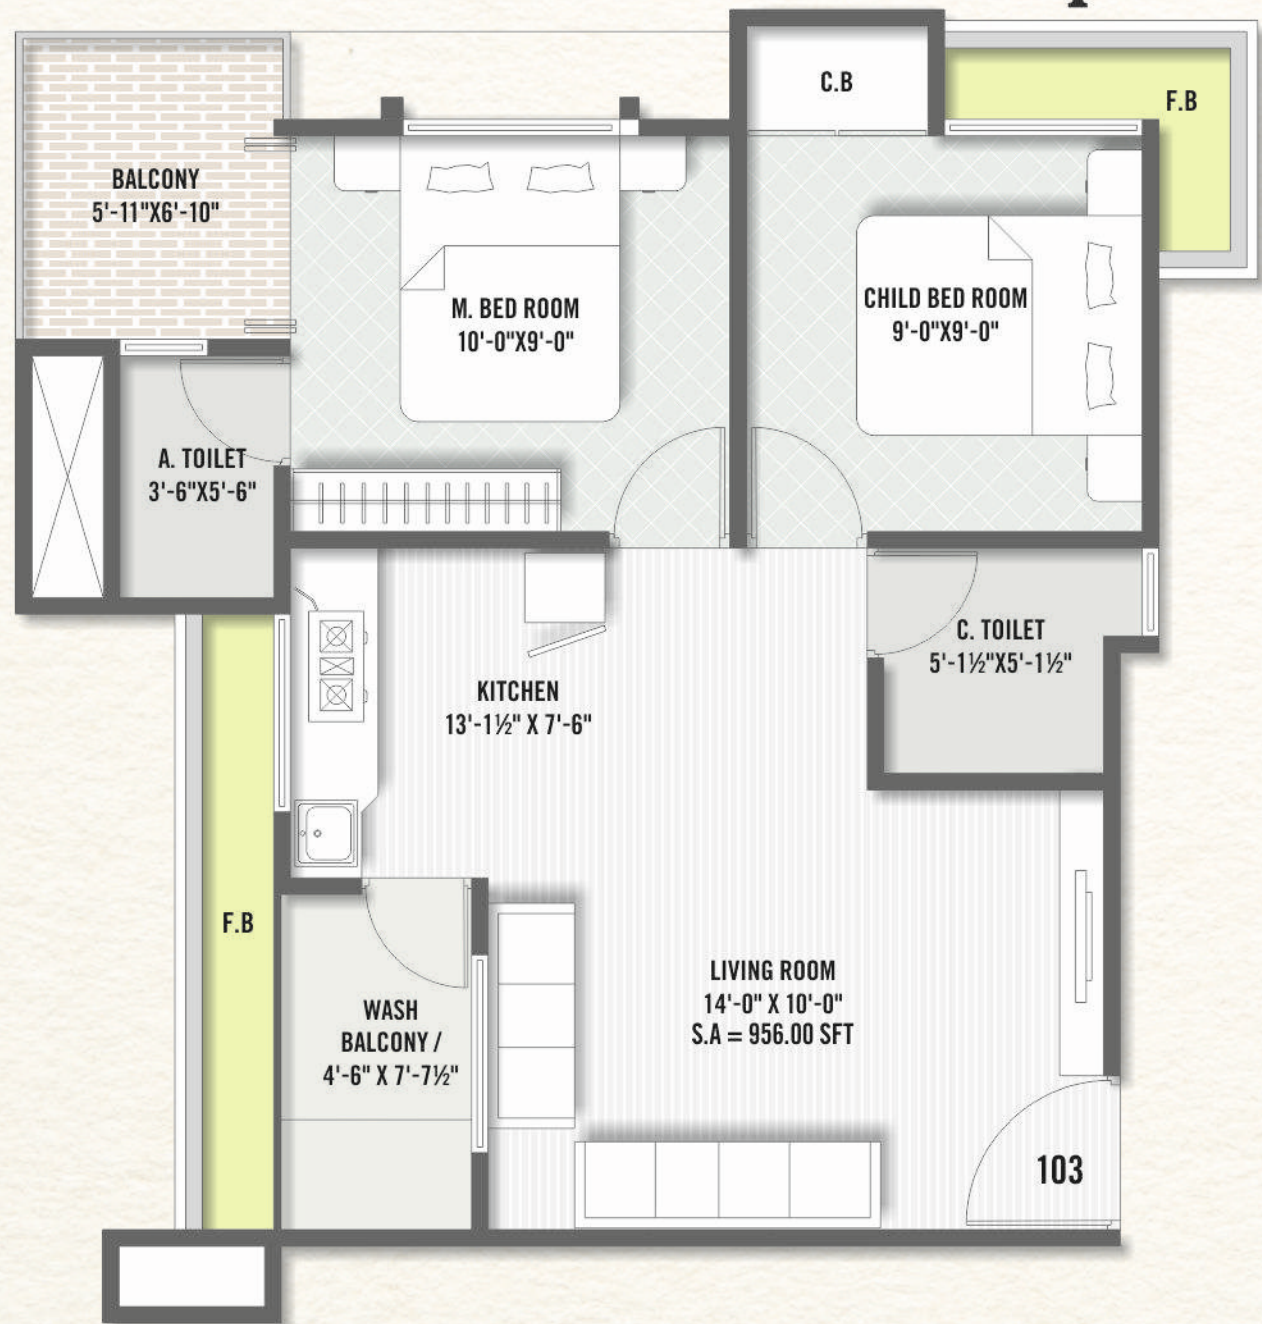 C.B
F.B
BALCONY
5'-11"X6'-10"
M. BED ROOM
10'-0"X9'-0"
CHILD BED ROOM
9'-0"X9'-0"
A. TOILET
3'-6"X5'-6"
C. TOILET
5'-1½"X5'-1½"
KITCHEN
13'-1½" X 7'-6"
F.B
LIVING ROOM
14'-0" X 10'-0"
S.A = 956.00 SFT
WASH
BALCONY /
4'-6" X 7'-7½"
103